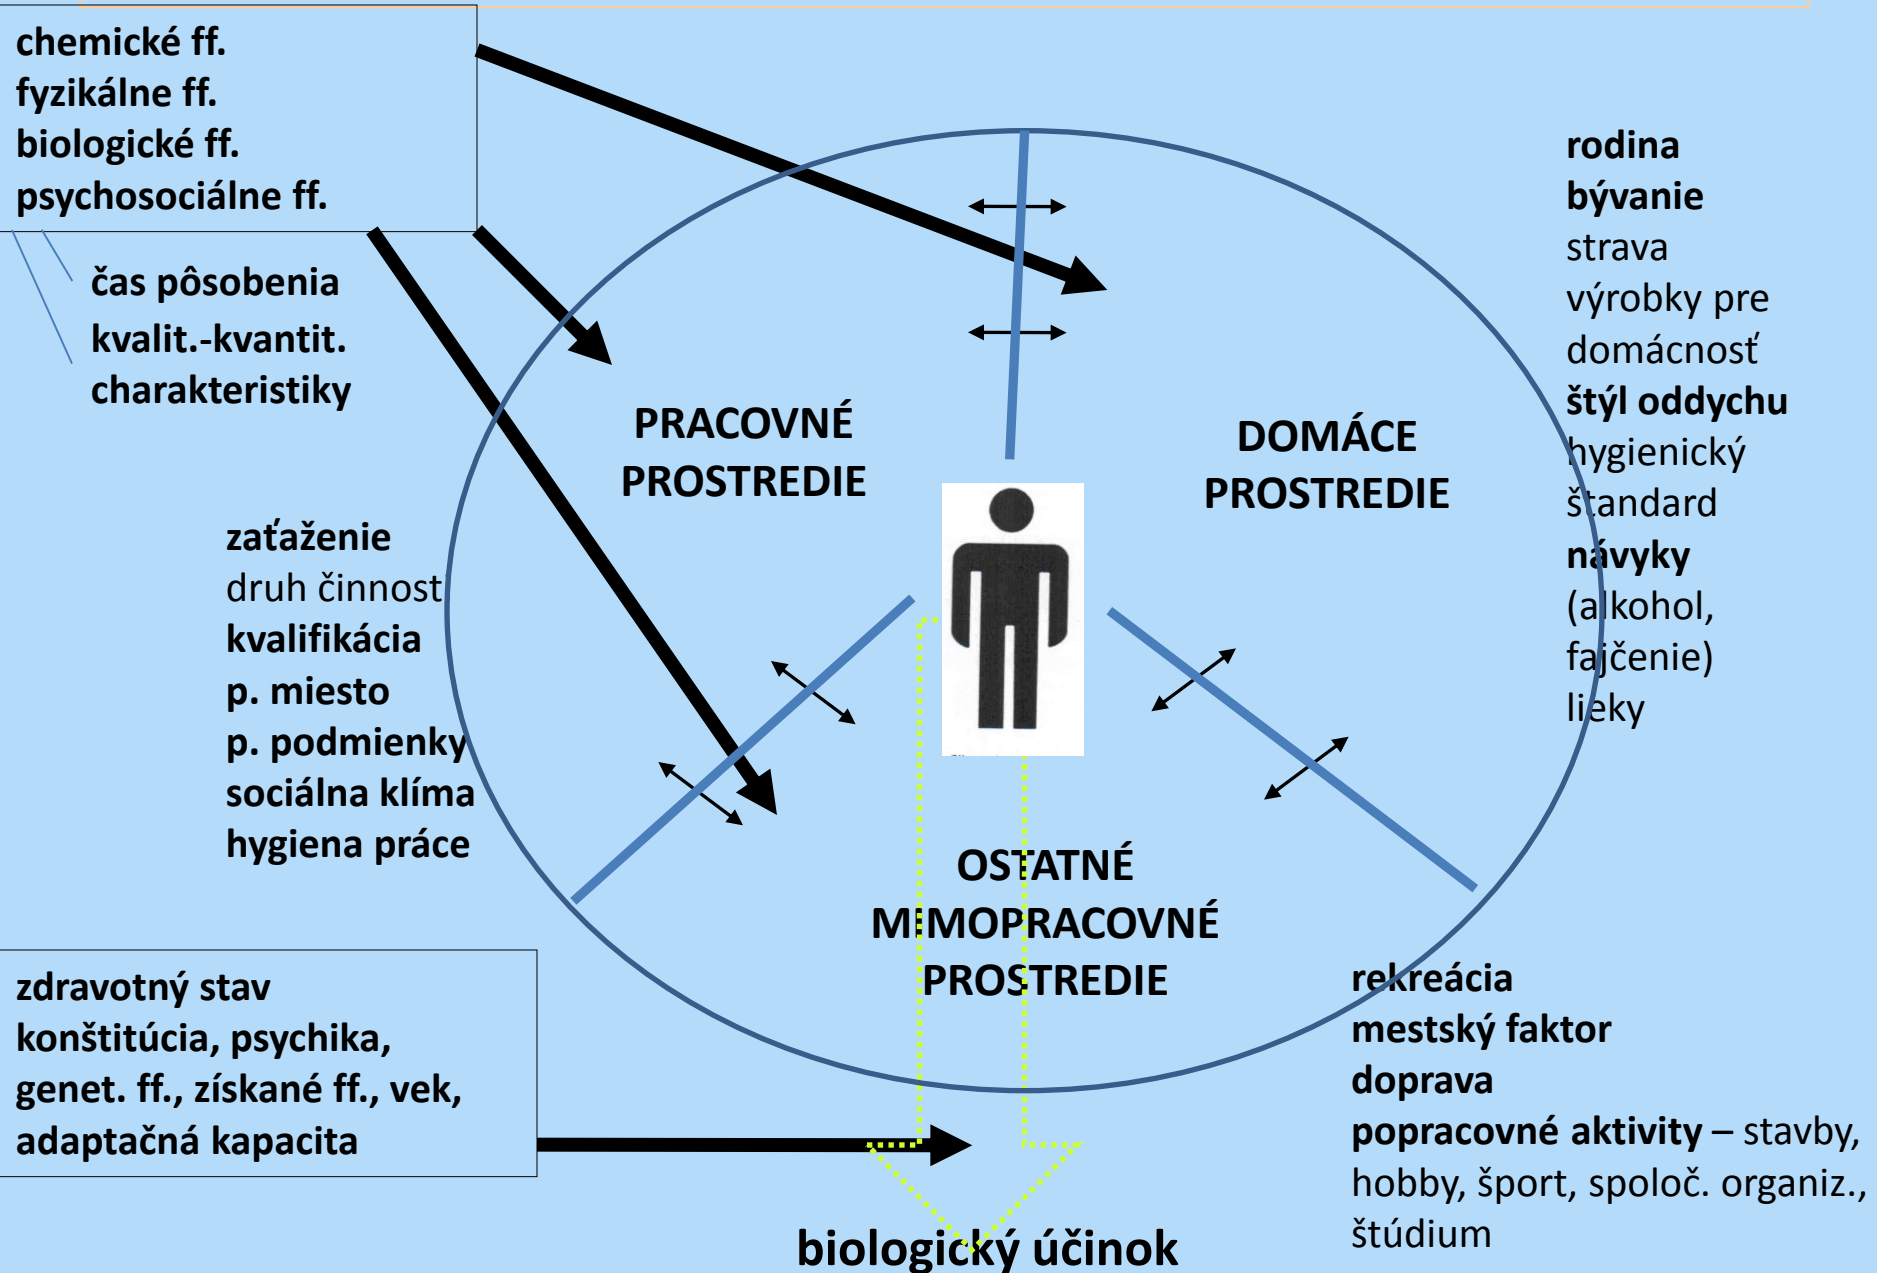 chemické ff.
fyzikálne ff.
biologické ff.
psychosociálne ff.
čas pôsobenia
kvalit.-kvantit.
charakteristiky
PRACOVNÉ
PROSTREDIE
DOMÁCE
PROSTREDIE
rodina
bývanie
strava
výrobky pre
domácnosť
štýl oddychu
hygienický
štandard
návyky
(alkohol,
fajčenie)
lieky
zaťaženie
druh činnost
kvalifikácia
p. miesto
p. podmienky
sociálna klíma
hygiena práce
OSTATNÉ
MIMOPRACOVNÉ
PROSTREDIE
zdravotný stav
konštitúcia, psychika,
genet. ff., získané ff., vek,
adaptačná kapacita
rekreácia
mestský faktor
doprava
popracovné aktivity – stavby,
hobby, šport, spoloč. organiz.,
štúdium
biologický účinok